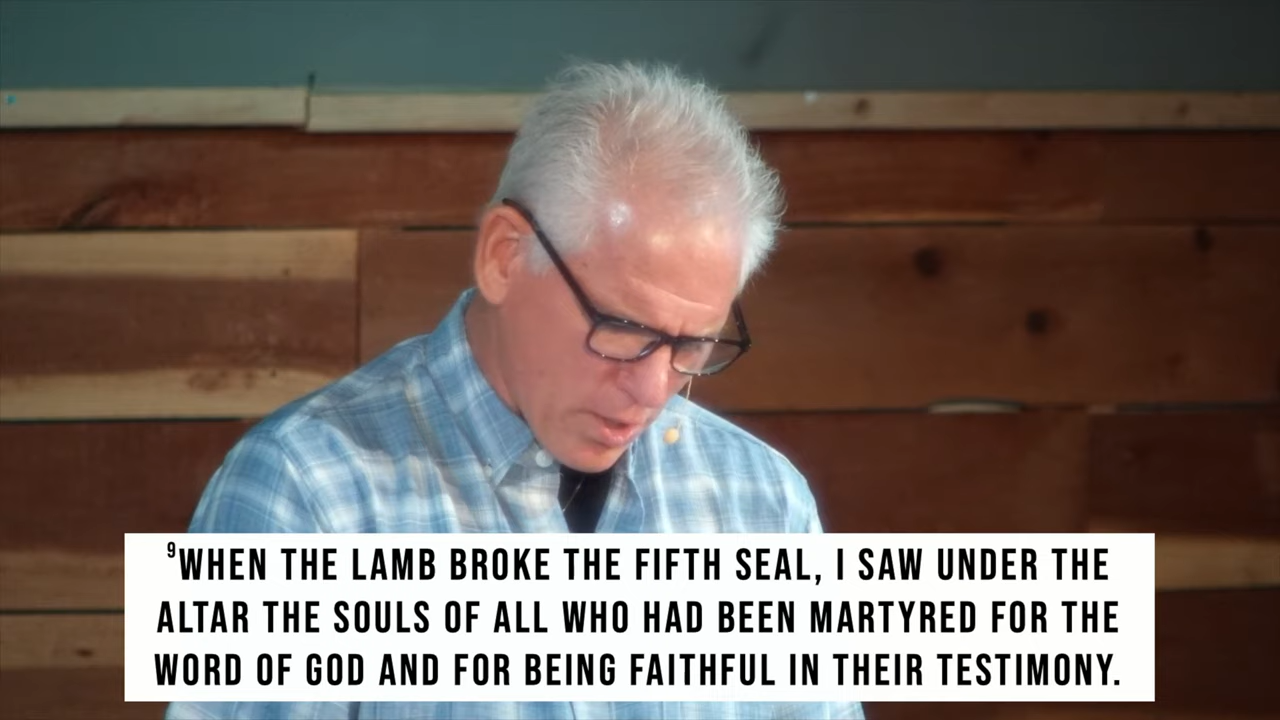 ⁹WHEN THE LAMB BROKE THE FIFTH SEAL, I SAW UNDER THE
ALTAR THE SOULS OF ALL WHO HAD BEEN MARTYRED FOR THE
WORD OF GOD AND FOR BEING FAITHFUL IN THEIR TESTIMONY.